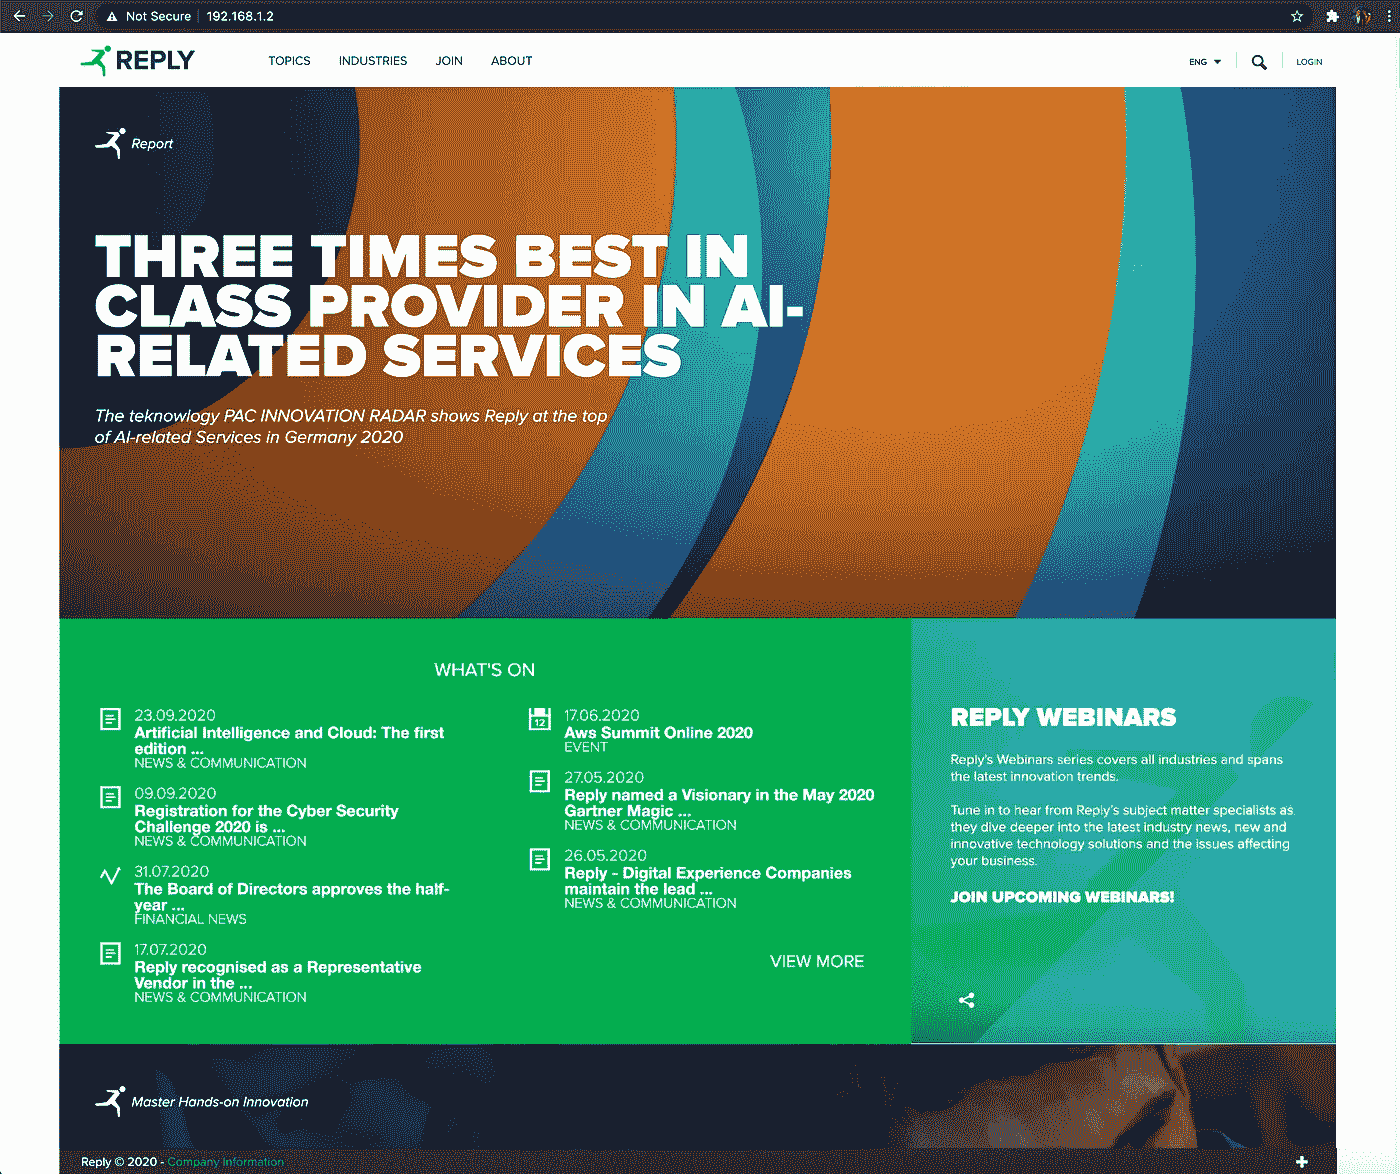 Not Secure 192.168.1.2
REPLY TOPICS INDUSTRIES JOIN ABOUT ENG LOGIN
Report
THREE TIMES BEST IN
CLASS PROVIDER IN AI-
RELATED SERVICES
The teknowlogy PAC INNOVATION RADAR shows Reply at the top
of AI-related Services in Germany 2020
WHAT'S ON
23.09.2020
Artificial Intelligence and Cloud: The first
edition ...
NEWS & COMMUNICATION
09.09.2020
Registration for the Cyber Security
Challenge 2020 is ...
NEWS & COMMUNICATION
31.07.2020
The Board of Directors approves the half-
year ...
FINANCIAL NEWS
17.07.2020
Reply recognised as a Representative
Vendor in the ...
NEWS & COMMUNICATION
12
17.06.2020
Aws Summit Online 2020
EVENT
27.05.2020
Reply named a Visionary in the May 2020
Gartner Magic ...
NEWS & COMMUNICATION
26.05.2020
Reply - Digital Experience Companies
maintain the lead ...
NEWS & COMMUNICATION
VIEW MORE
REPLY WEBINARS
Reply's Webinars series covers all industries and spans
the latest innovation trends.
Tune in to hear from Reply's subject matter specialists as
they dive deeper into the latest industry news, new and
innovative technology solutions and the issues affecting
your business.
JOIN UPCOMING WEBINARS!
Master Hands-on Innovation
Reply © 2020 - Company Information